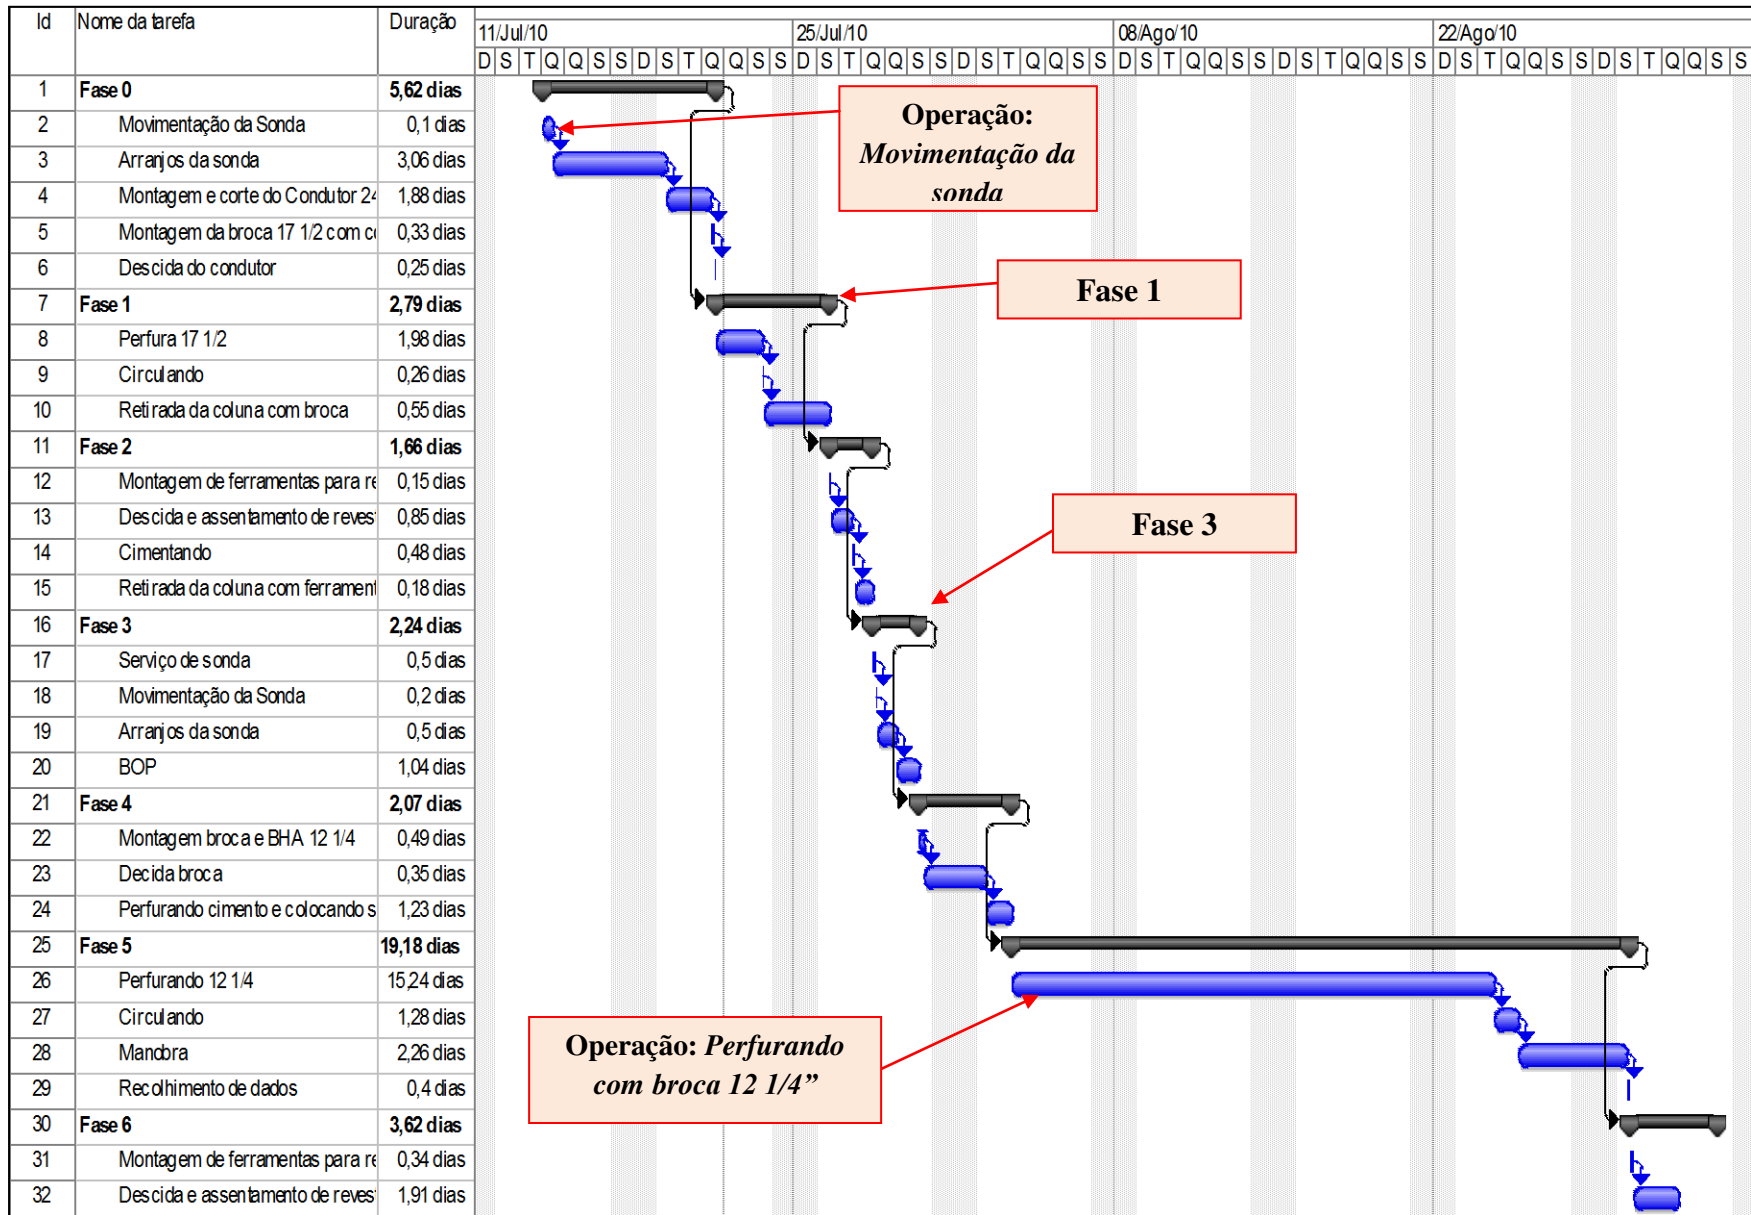 Id Nome da tarefa Duração
11/Jul/10 25/Jul/10 08/Ago/10 22/Ago/10
D S T Q Q S S D S T Q Q S S D S T Q Q S S D S T Q Q S S D S T Q Q S S D S T Q Q S S D S T Q Q S S D S T Q Q S S
1 Fase 0 5,62 dias
2 Movimentação da Sonda 0,1 dias
3 Arranjos da sonda 3,06 dias
4 Montagem e corte do Condutor 24 1,88 dias
5 Montagem da broca 17 1/2 com co 0,33 dias
6 Descida do condutor 0,25 dias
7 Fase 1 2,79 dias
8 Perfura 17 1/2 1,98 dias
9 Circulando 0,26 dias
10 Retirada da coluna com broca 0,55 dias
11 Fase 2 1,66 dias
12 Montagem de ferramentas para re 0,15 dias
13 Descida e assentamento de reves 0,85 dias
14 Cimentando 0,48 dias
15 Retirada da coluna com ferrament 0,18 dias
16 Fase 3 2,24 dias
17 Serviço de sonda 0,5 dias
18 Movimentação da Sonda 0,2 dias
19 Arranjos da sonda 0,5 dias
20 BOP 1,04 dias
21 Fase 4 2,07 dias
22 Montagem broca e BHA 12 1/4 0,49 dias
23 Decida broca 0,35 dias
24 Perfurando cimento e colocando s 1,23 dias
25 Fase 5 19,18 dias
26 Perfurando 12 1/4 15,24 dias
27 Circulando 1,28 dias
28 Manobra 2,26 dias
29 Recolhimento de dados 0,4 dias
30 Fase 6 3,62 dias
31 Montagem de ferramentas para re 0,34 dias
32 Descida e assentamento de reves 1,91 dias
Operação:
Movimentação da
sonda
Fase 1
Fase 3
Operação: Perfurando
com broca 12 1/4”